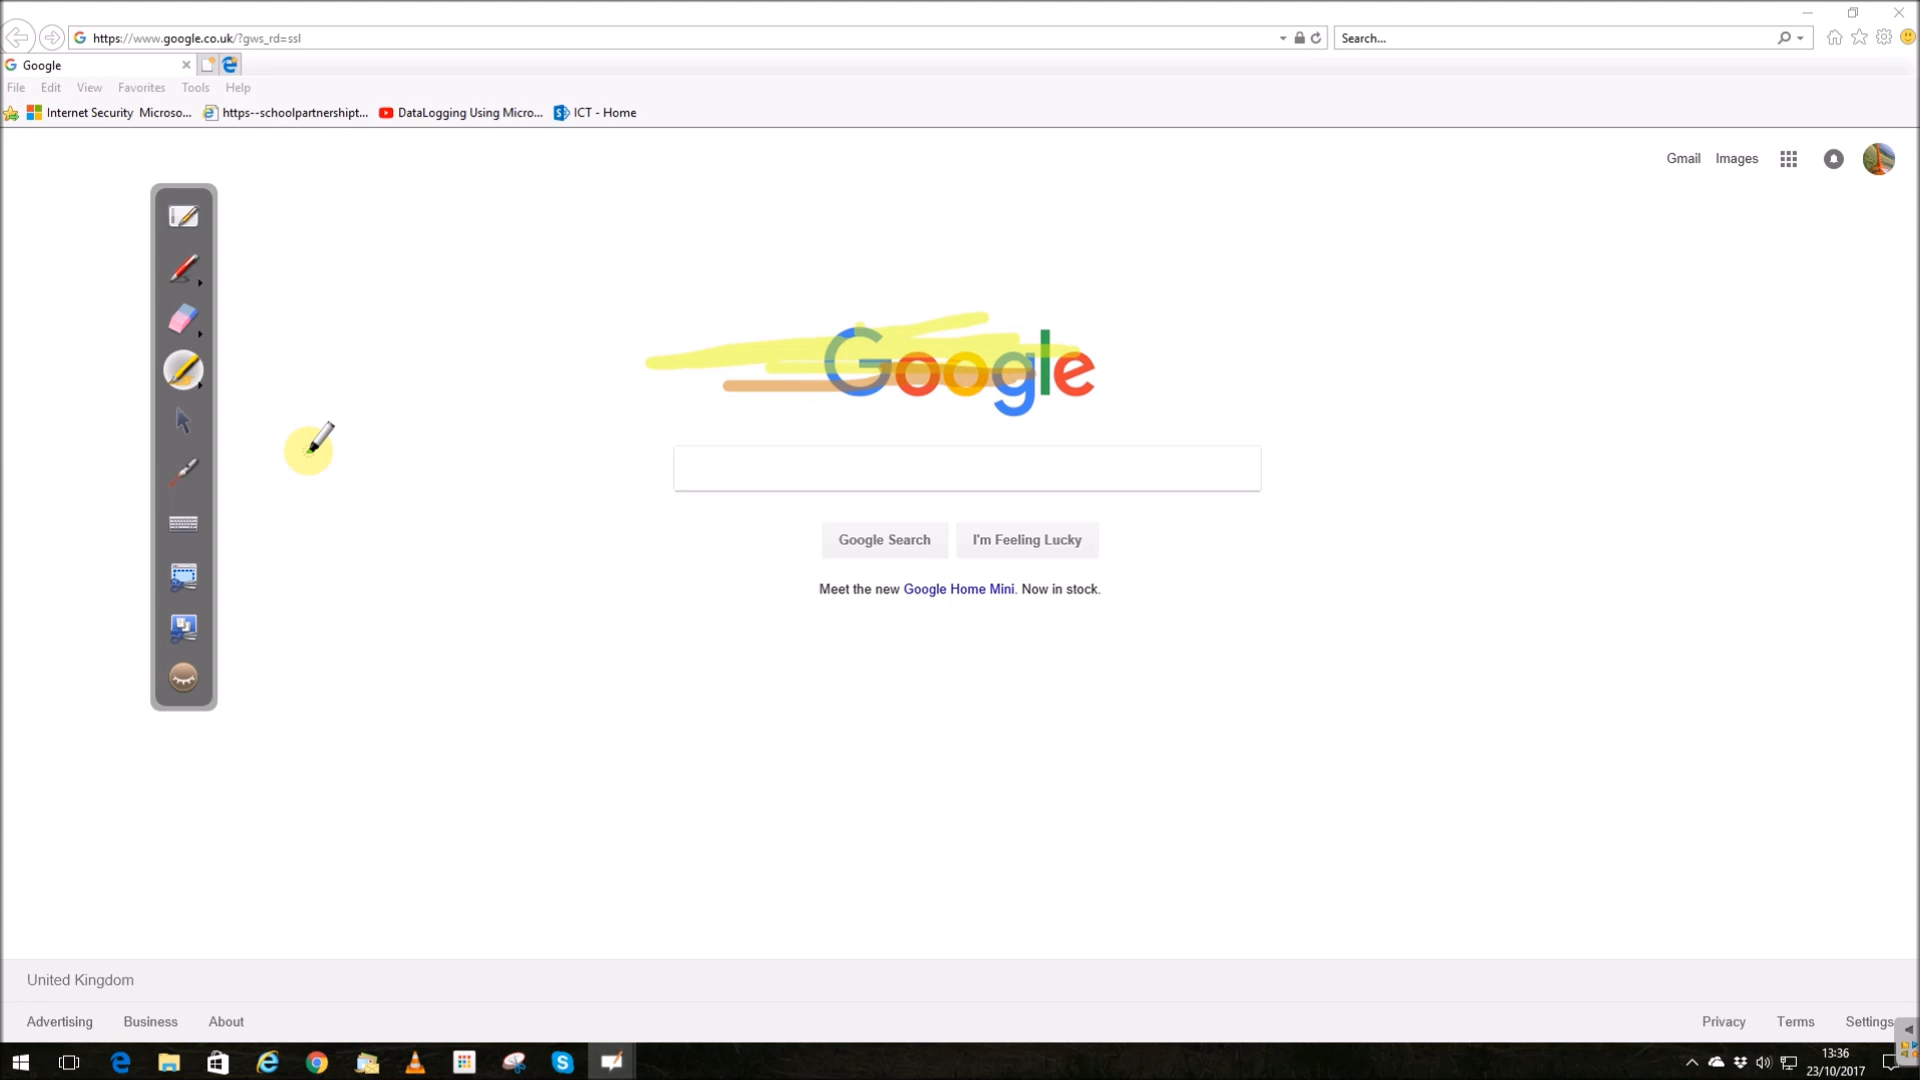 https://www.google.co.uk/?gws_rd=ssl
Search...
Google
File Edit View Favorites Tools Help
Internet Security Microso... https--schoolpartnershipt... DataLogging Using Micro... ICT - Home
Gmail Images
Google
Google Search I'm Feeling Lucky
Meet the new Google Home Mini. Now in stock.
United Kingdom
Advertising Business About Privacy Terms Settings
13:36
23/10/2017